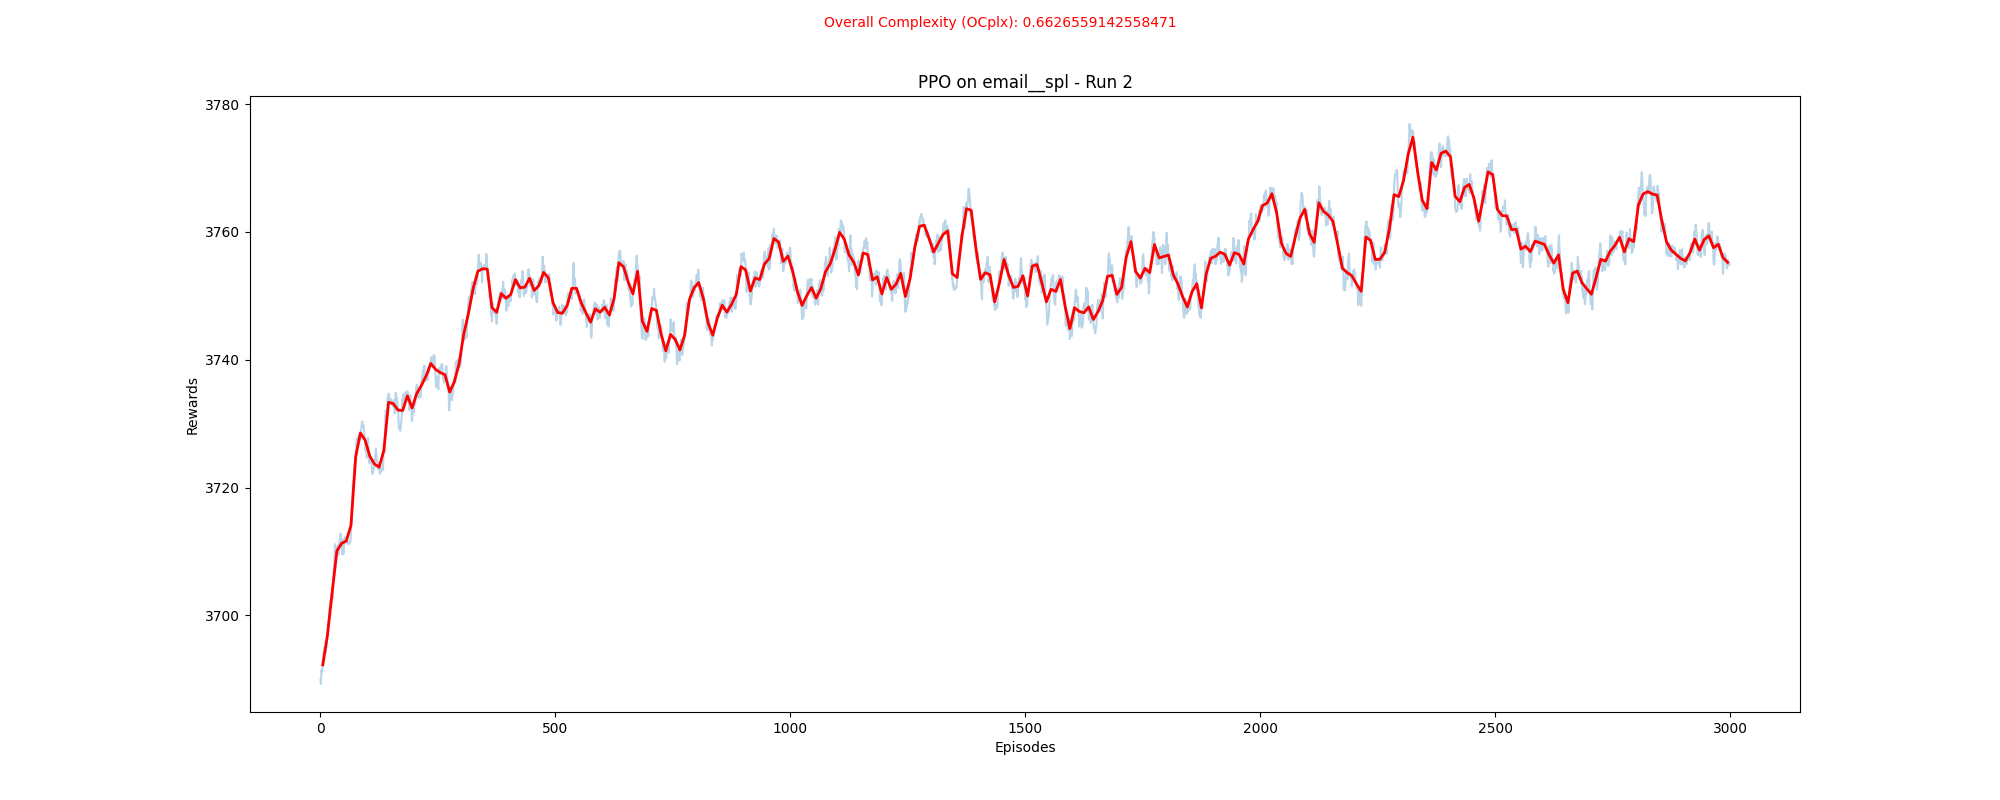 Overall Complexity (OCplx): 0.6626559142558471
PPO on email__spl - Run 2
3780
3760
3740
3720
3700
Rewards
0 500 1000 1500 2000 2500 3000
Episodes